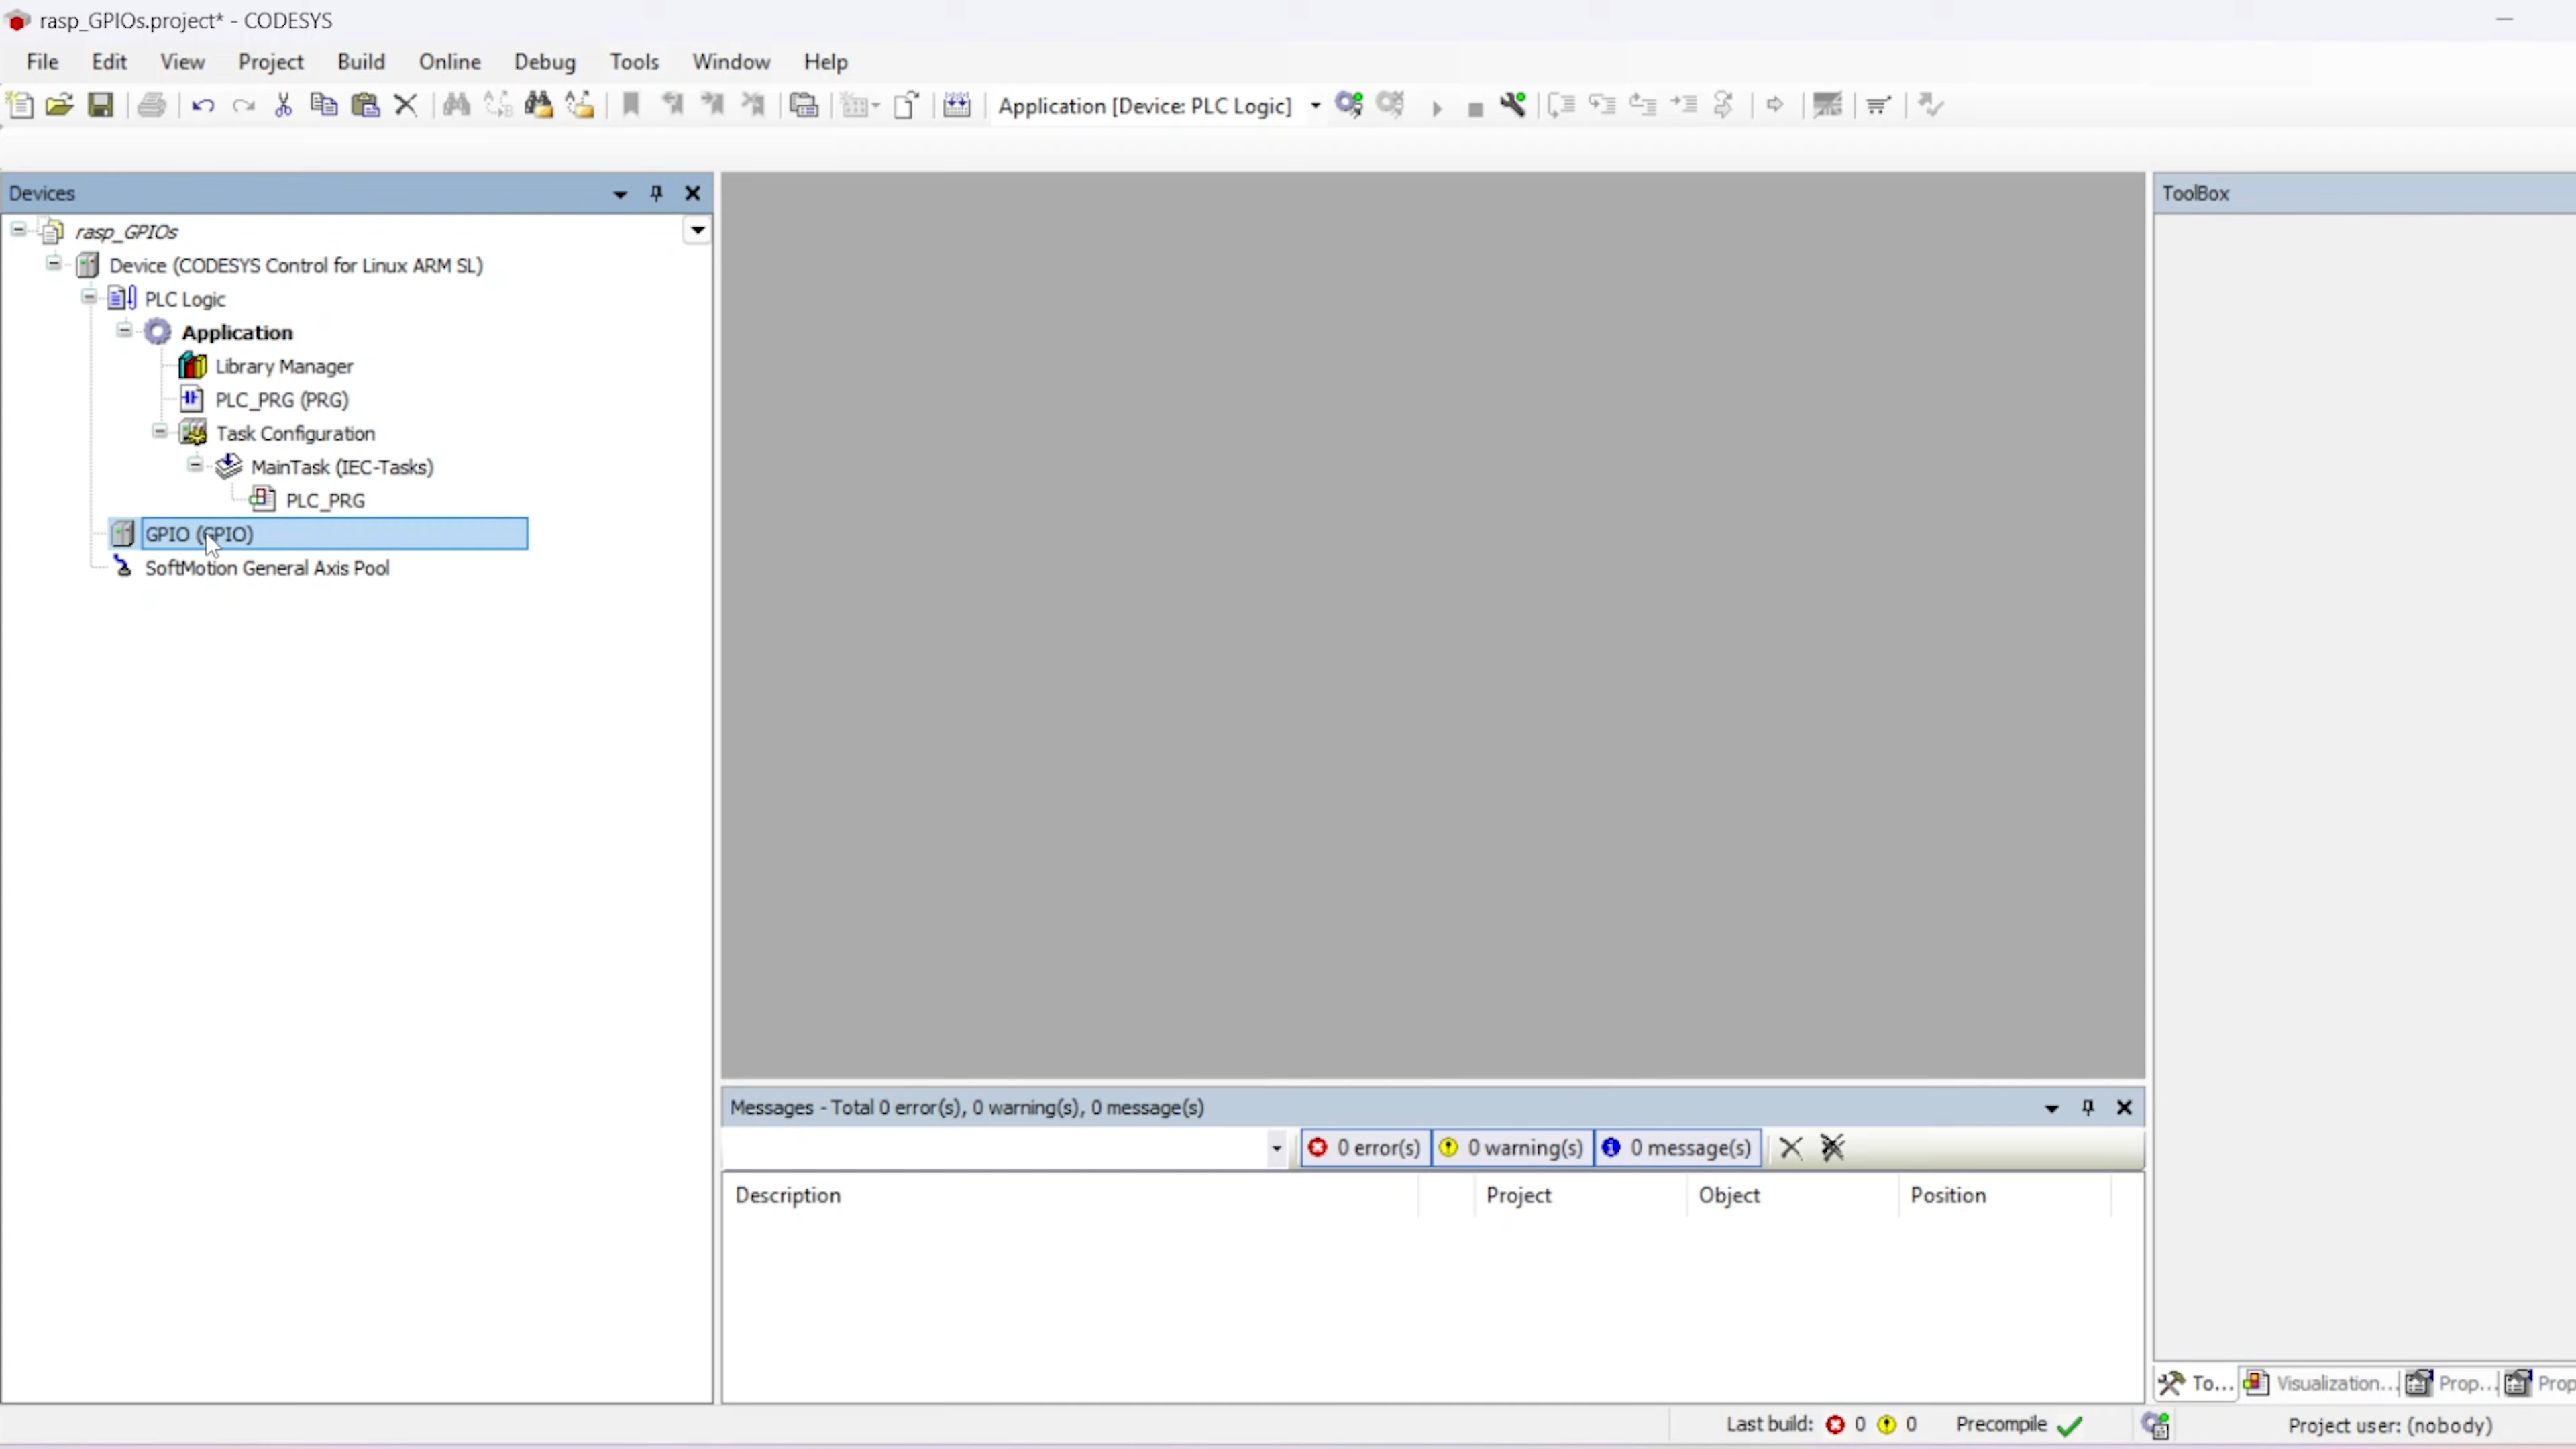 rasp_GPIOs.project* - CODESYS
File Edit View Project Build Online Debug Tools Window Help
Application [Device: PLC Logic]
Devices
rasp_GPIOs
Device (CODESYS Control for Linux ARM SL)
PLC Logic
Application
Library Manager
PLC_PRG (PRG)
Task Configuration
MainTask (IEC-Tasks)
PLC_PRG
GPIO (GPIO)
SoftMotion General Axis Pool
ToolBox
Messages - Total 0 error(s), 0 warning(s), 0 message(s)
0 error(s) 0 warning(s) 0 message(s)
Description Project Object Position
To... Visualization... Prop... Prop
Last build: 0 0 Precompile Project user: (nobody)